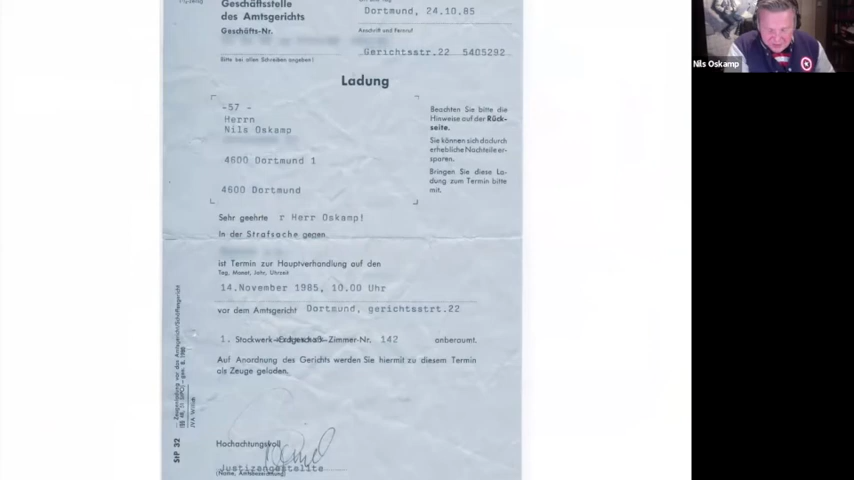 Geschäftsstelle
des Amtsgerichts
Geschäfts-Nr.
Bitte bei allen Schreiben angeben!
Dortmund, 24.10.85
Anschrift und Fernruf
Gerichtsstr.22 5405292
Ladung
-57 -
Herrn
Nils Oskamp
4600 Dortmund 1
4600 Dortmund
Beachten Sie bitte die
Hinweise auf der Rück-
seite.
Sie können sich dadurch
erhebliche Nachteile er-
sparen.
Bringen Sie diese La-
dung zum Termin bitte
mit.
Sehr geehrte r Herr Oskamp!
In der Strafsache gegen
ist Termin zur Hauptverhandlung auf den
Tag, Monat, Jahr, Uhrzeit
14.November 1985, 10.00 Uhr
vor dem Amtsgericht Dortmund, gerichtsstrt.22
1. Stockwerk-Erdgeschoß-Zimmer-Nr. 142 anberaumt.
Auf Anordnung des Gerichts werden Sie hiermit zu diesem Termin
als Zeuge geladen.
Hochachtungsvoll
Justizangestellte
(Name, Amtsbezeichnung)
StP 32
Nils Oskamp